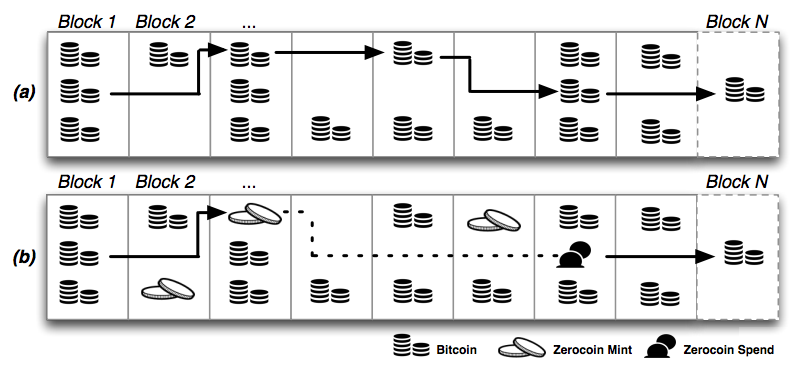 Block 1 Block 2 ... Block N
(a)
Block 1 Block 2 ... Block N
(b)
Bitcoin Zerocoin Mint Zerocoin Spend